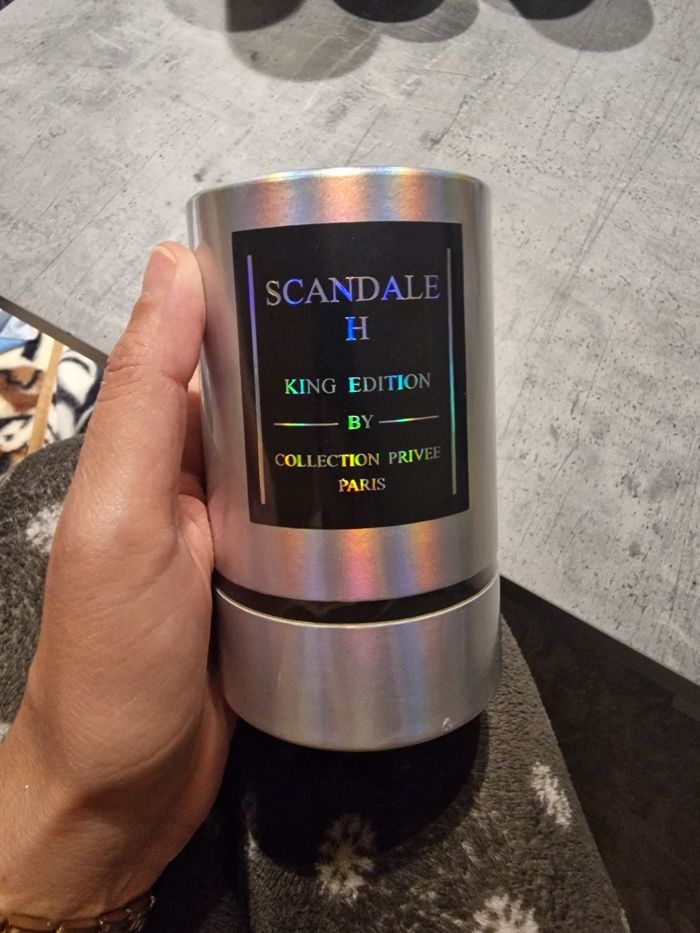 SCANDALE
H
KING EDITION
BY
COLLECTION PRIVEE
PARIS